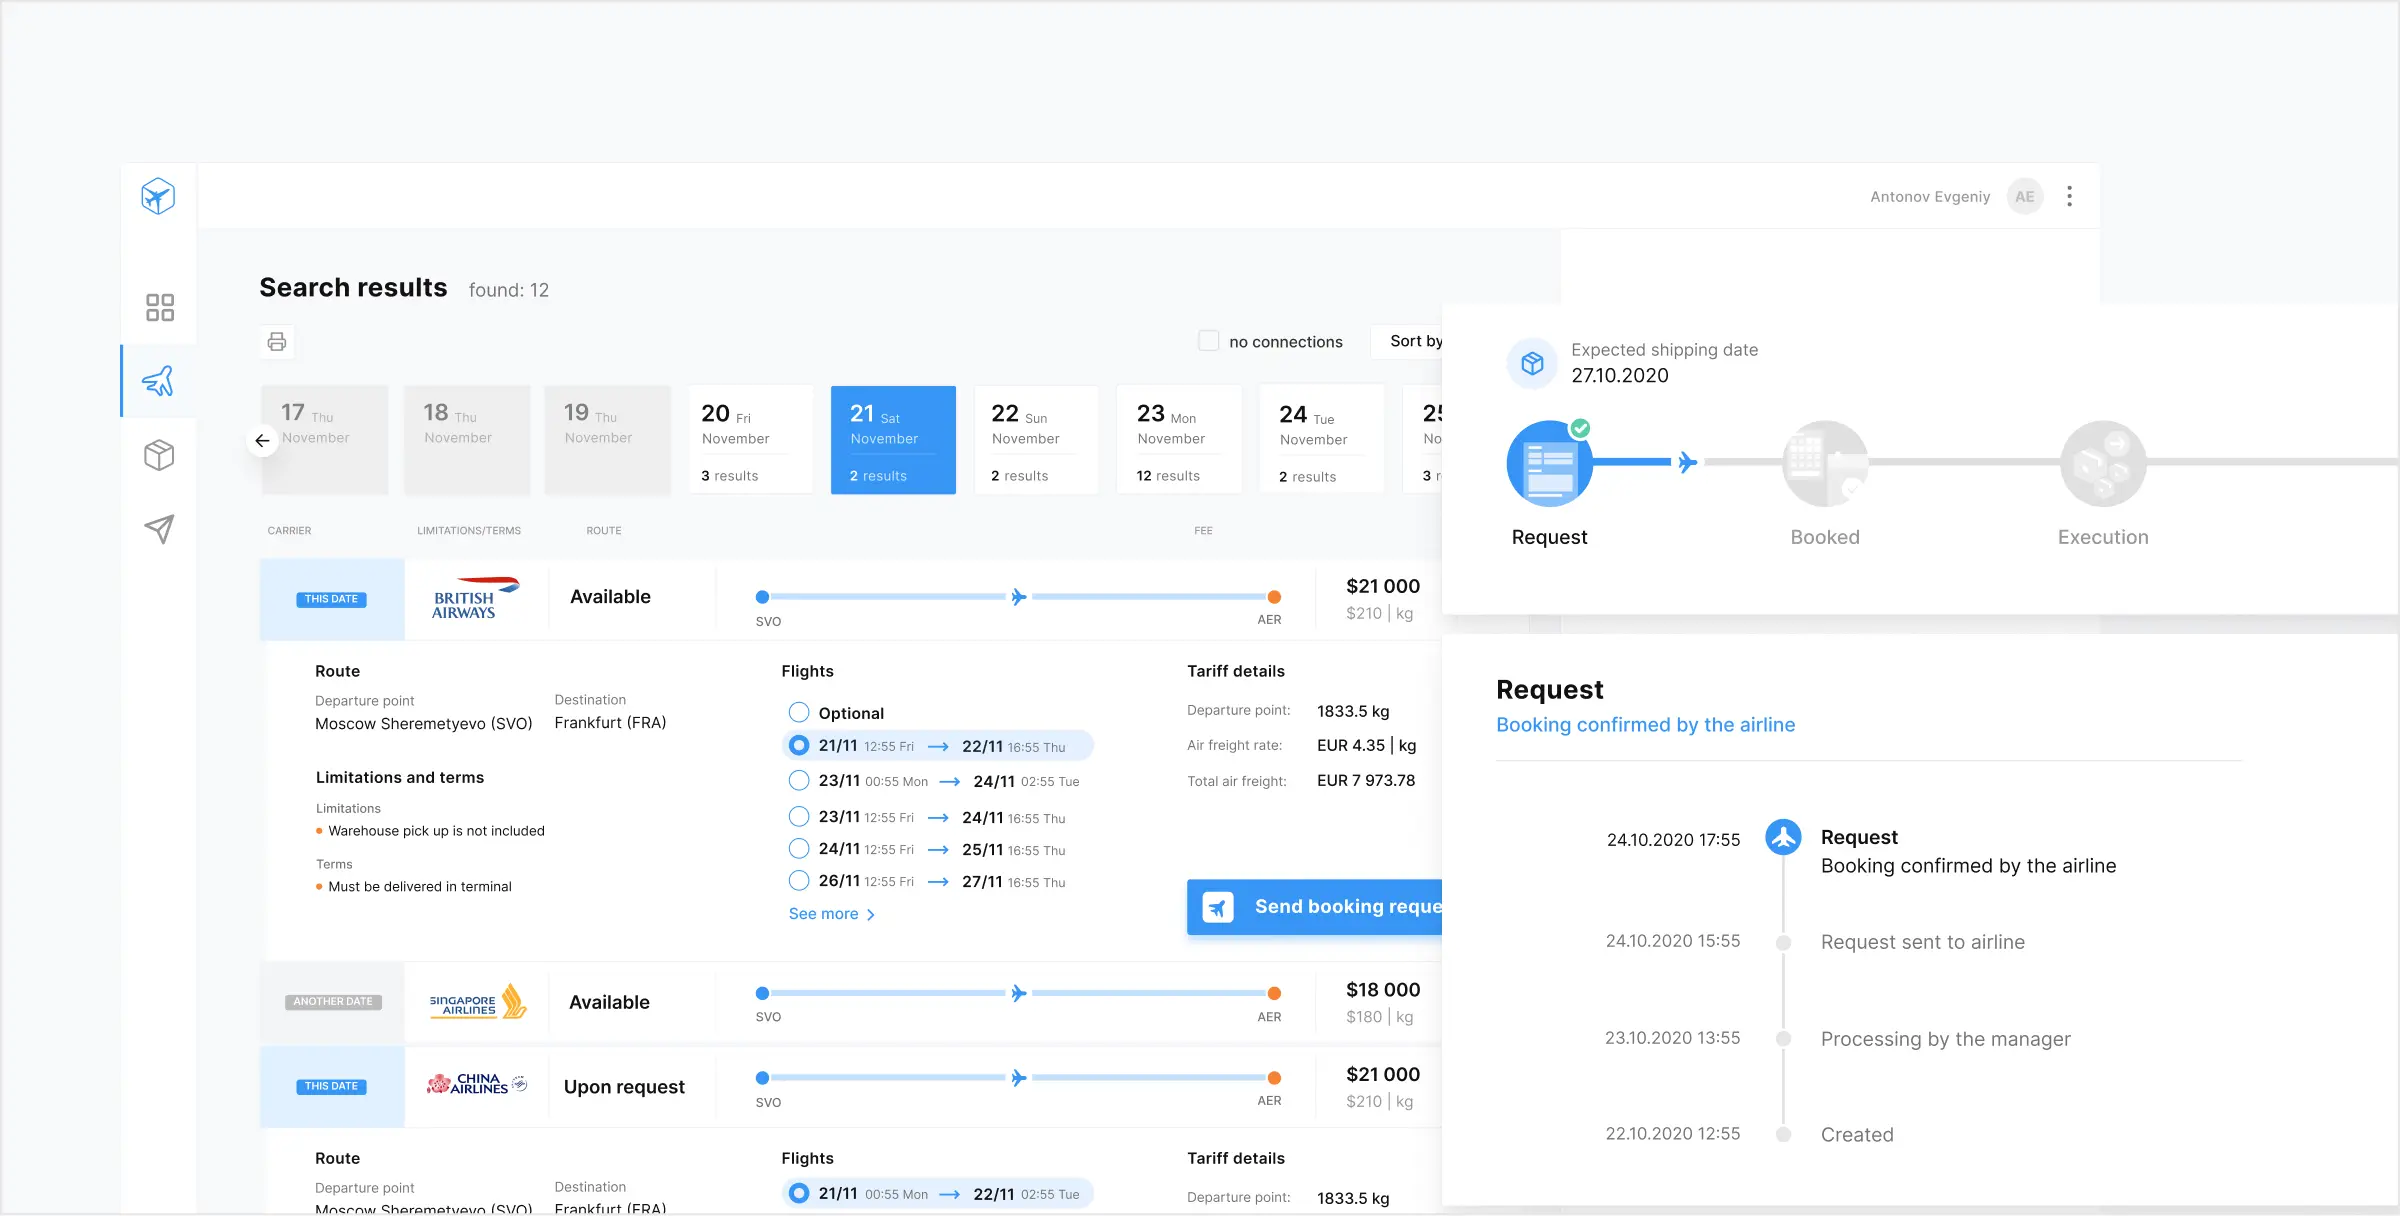 Antonov Evgeniy AE
Search results found: 12
no connections
Sort by
17 Thu
November
18 Thu
November
19 Thu
November
20 Fri
November
3 results
21 Sat
November
2 results
22 Sun
November
2 results
23 Mon
November
12 results
24 Tue
November
2 results
25
No
3 r
CARRIER LIMITATIONS/TERMS ROUTE FEE
THIS DATE
BRITISH
AIRWAYS
Available
SVO
AER
$21 000
$210 | kg
Route
Departure point
Moscow Sheremetyevo (SVO)
Destination
Frankfurt (FRA)
Limitations and terms
Limitations
Warehouse pick up is not included
Terms
Must be delivered in terminal
Flights
Optional
21/11 12:55 Fri → 22/11 16:55 Thu
23/11 00:55 Mon → 24/11 02:55 Tue
23/11 12:55 Fri → 24/11 16:55 Thu
24/11 12:55 Fri → 25/11 16:55 Thu
26/11 12:55 Fri → 27/11 16:55 Thu
See more
Tariff details
Departure point: 1833.5 kg
Air freight rate: EUR 4.35 | kg
Total air freight: EUR 7 973.78
Send booking reque
ANOTHER DATE
SINGAPORE
AIRLINES
Available
SVO
AER
$18 000
$180 | kg
THIS DATE
CHINA
AIRLINES
Upon request
SVO
AER
$21 000
$210 | kg
Route
Departure point
Moscow Sheremetyevo (SVO)
Destination
Frankfurt (FRA)
Flights
21/11 00:55 Mon → 22/11 02:55 Tue
Tariff details
Departure point: 1833.5 kg
Expected shipping date
27.10.2020
Request
Booked
Execution
Request
Booking confirmed by the airline
24.10.2020 17:55 Request
Booking confirmed by the airline
24.10.2020 15:55 Request sent to airline
23.10.2020 13:55 Processing by the manager
22.10.2020 12:55 Created